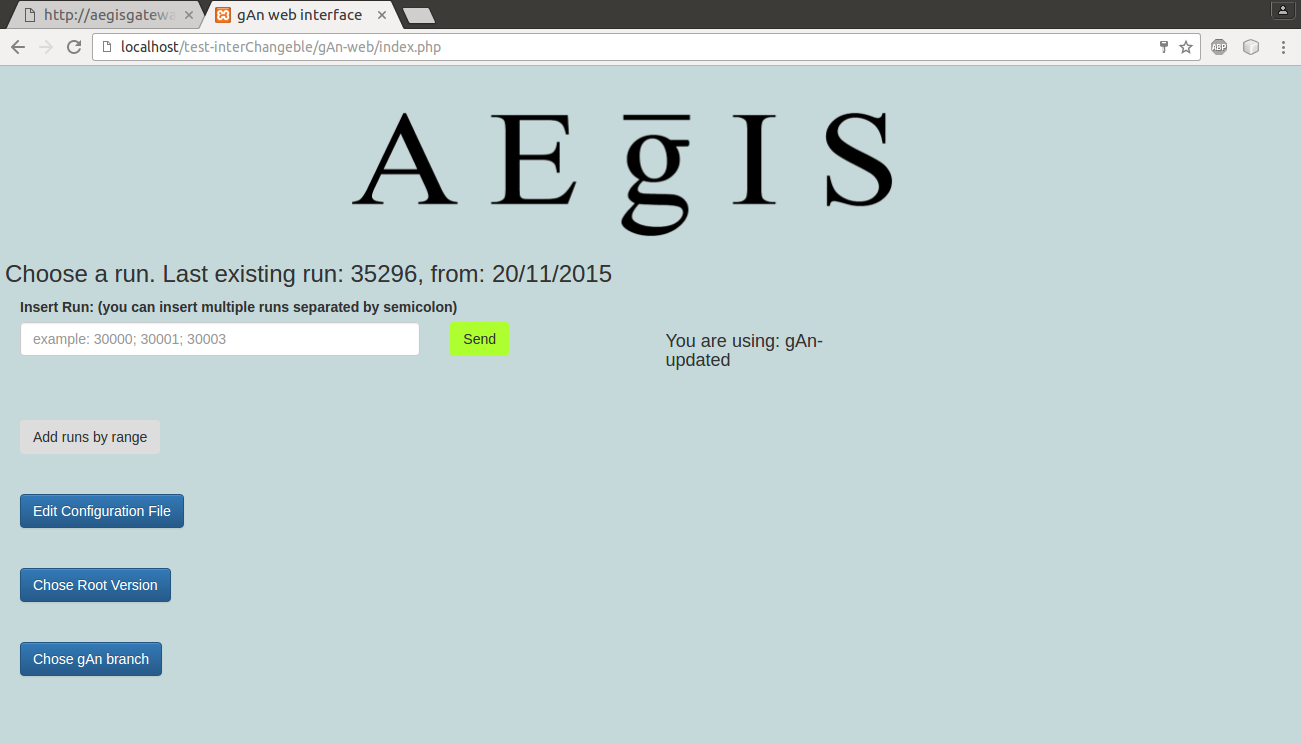 http://aegisgatewa
gAn web interface
localhost/test-interChangeble/gAn-web/index.php
ABP
AEḡIS
Choose a run. Last existing run: 35296, from: 20/11/2015
Insert Run: (you can insert multiple runs separated by semicolon)
example: 30000; 30001; 30003
Send
You are using: gAn-
updated
Add runs by range
Edit Configuration File
Chose Root Version
Chose gAn branch